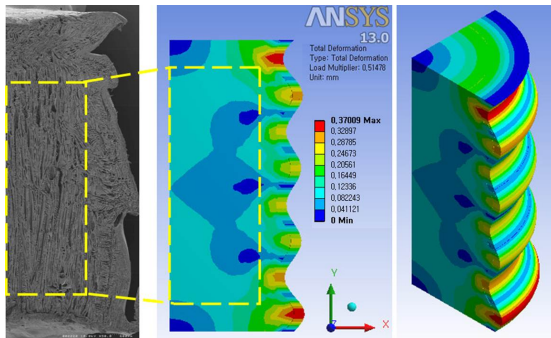 ANSYS
13.0
Total Deformation
Type: Total Deformation
Load Multiplier: 0,51478
Unit: mm
0,37009 Max
0,32897
0,28785
0,24673
0,20561
0,16449
0,12336
0,082243
0,041121
0 Min
Y
X